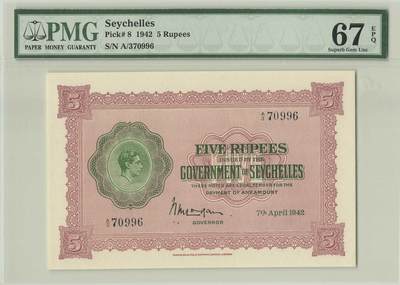 PMG
PAPER MONEY GUARANTY
Seychelles
Pick# 8 1942 5 Rupees
S/N A/370996
67 EPQ
Superb Gem Unc
5 5
A/3 70996
FIVE RUPEES
ISSUED BY THE
GOVERNMENT OF SEYCHELLES
THESE NOTES ARE LEGAL TENDER FOR THE
PAYMENT OF ANY AMOUNT
A/3 70996
7th April 1942
GOVERNOR
5 5